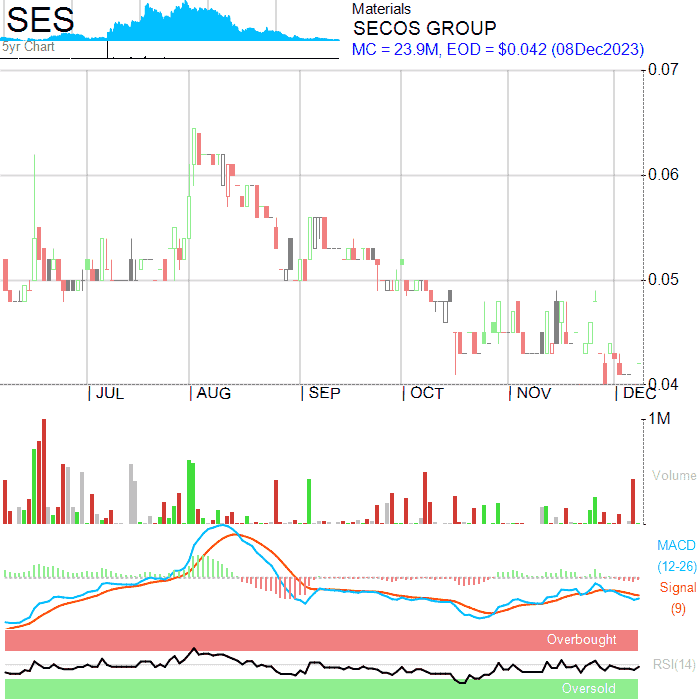 SES
5yr Chart
Materials
SECOS GROUP
MC = 23.9M, EOD = $0.042 (08Dec2023)
0.07
0.06
0.05
0.04
JUL
AUG
SEP
OCT
NOV
DEC
1M
Volume
MACD
(12-26)
Signal
(9)
Overbought
RSI(14)
Oversold